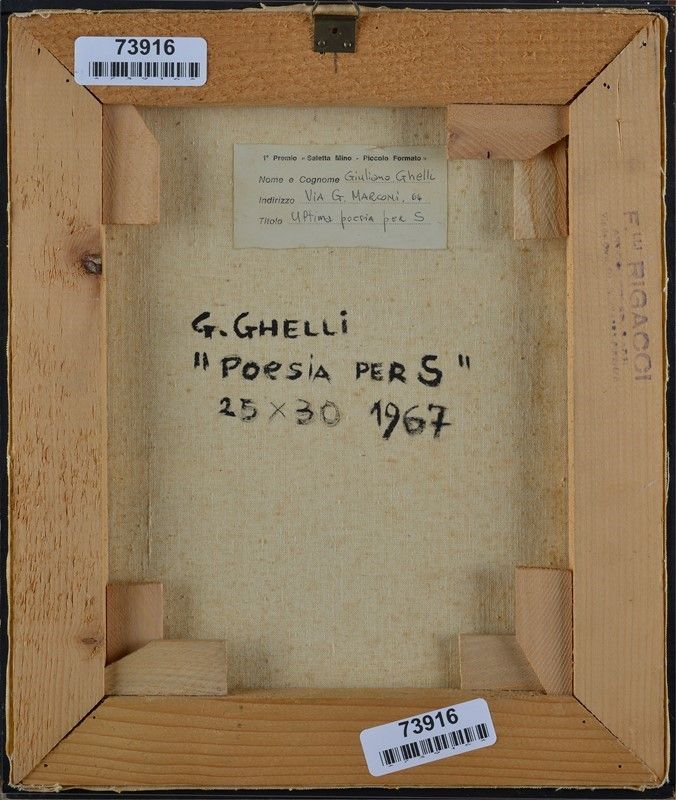 73916
1° Premio « Saletta Mino - Piccolo Formato »
Nome e Cognome Giuliano Ghelli
Indirizzo VIA G. MARCONI, 64
Titolo Ultima poesia per S
G. GHELLI
"POESIA PER S"
25 X 30 1967
F.LLI RIGACCI
73916